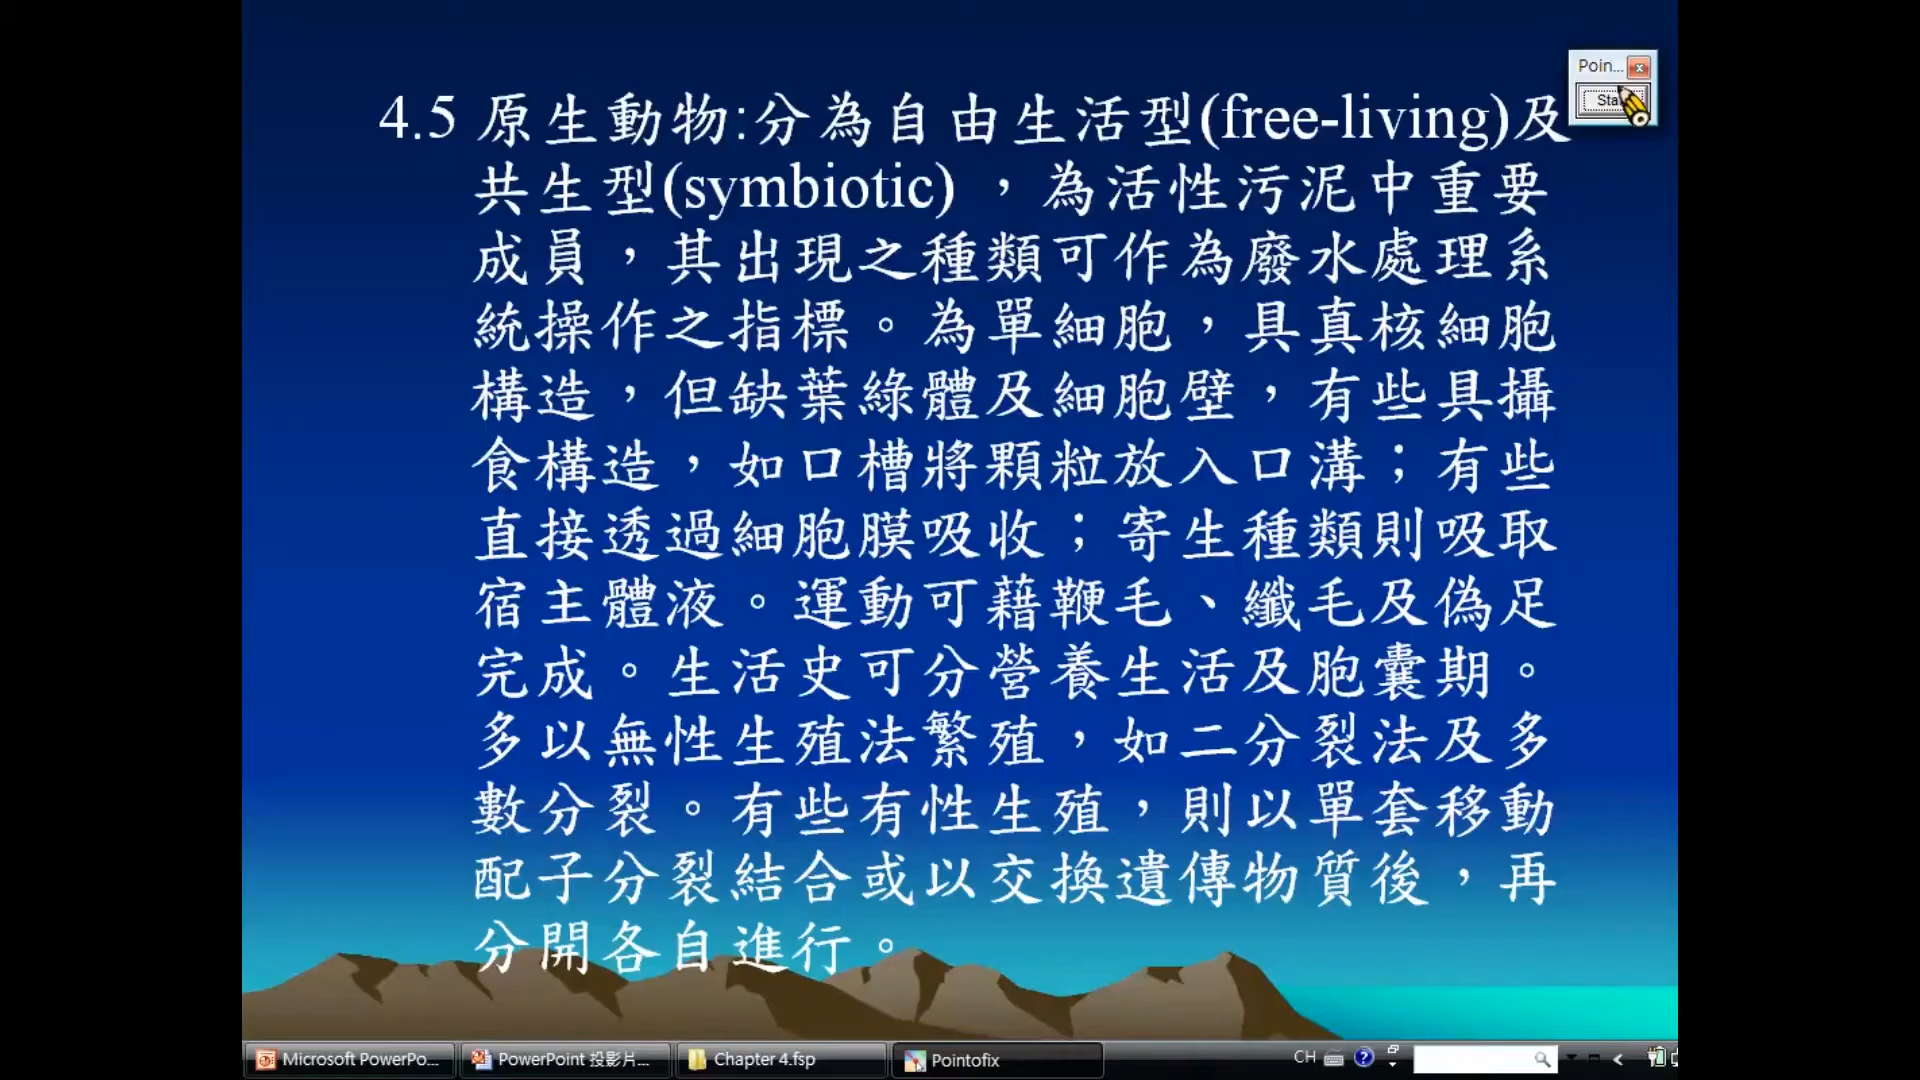 Poin...
Sta
4.5 原生動物:分為自由生活型(free-living)及
共生型(symbiotic) ，為活性污泥中重要
成員，其出現之種類可作為廢水處理系
統操作之指標。為單細胞，具真核細胞
構造，但缺葉綠體及細胞壁，有些具攝
食構造，如口槽將顆粒放入口溝；有些
直接透過細胞膜吸收；寄生種類則吸取
宿主體液。運動可藉鞭毛、纖毛及偽足
完成。生活史可分營養生活及胞囊期。
多以無性生殖法繁殖，如二分裂法及多
數分裂。有些有性生殖，則以單套移動
配子分裂結合或以交換遺傳物質後，再
分開各自進行。
Microsoft PowerPo...
PowerPoint 投影片...
Chapter 4.fsp
Pointofix
CH